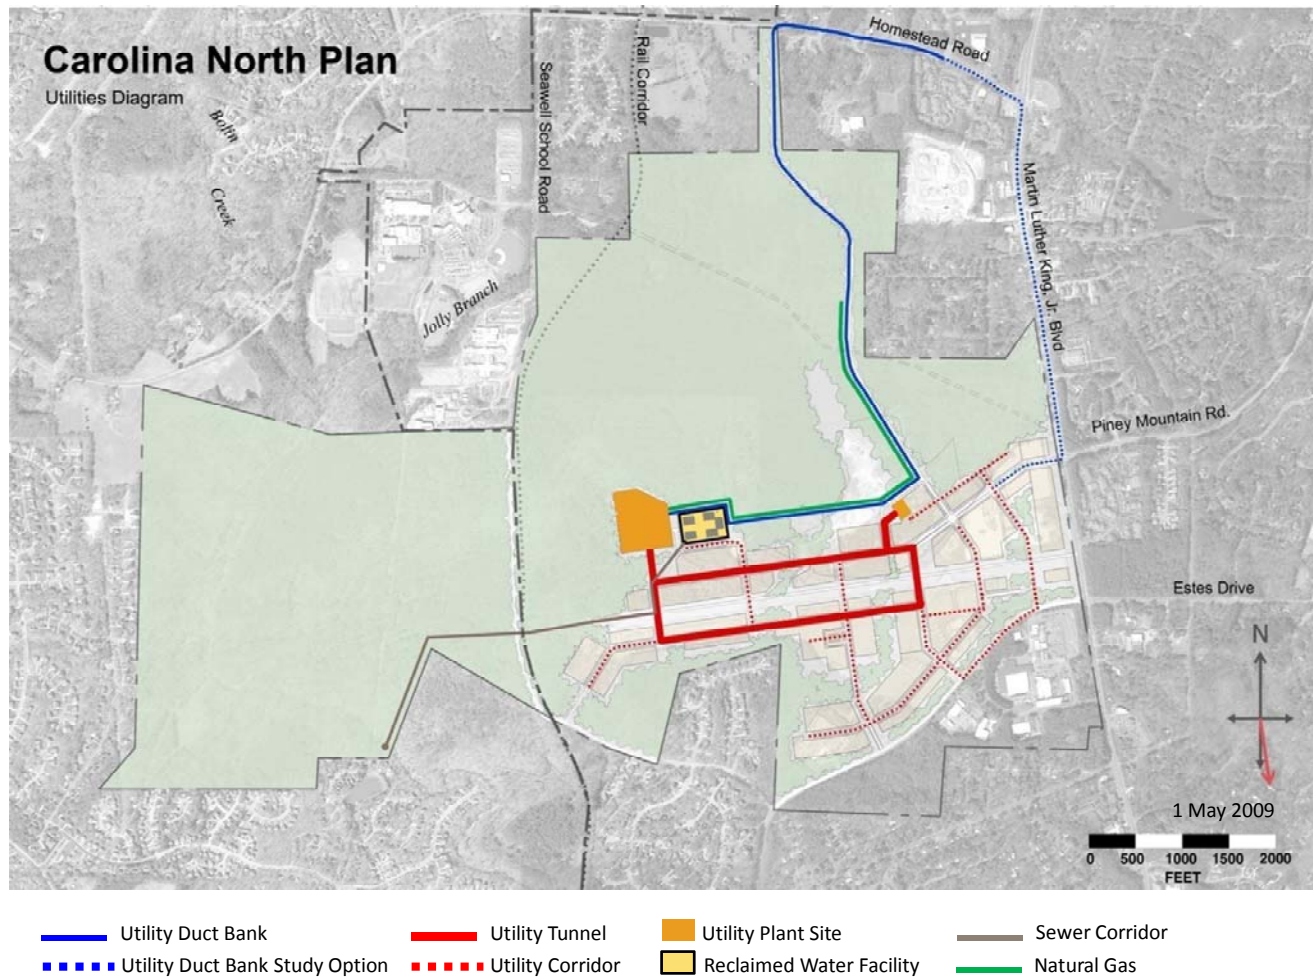 Carolina North Plan
Utilities Diagram
Homestead Road
Rail Corridor
Seawell School Road
Bolin
Creek
Martin Luther King, Jr. Blvd
Jolly Branch
Piney Mountain Rd.
Estes Drive
N
1 May 2009
0 500 1000 1500 2000
FEET
Utility Duct Bank
Utility Tunnel
Utility Plant Site
Sewer Corridor
Utility Duct Bank Study Option
Utility Corridor
Reclaimed Water Facility
Natural Gas